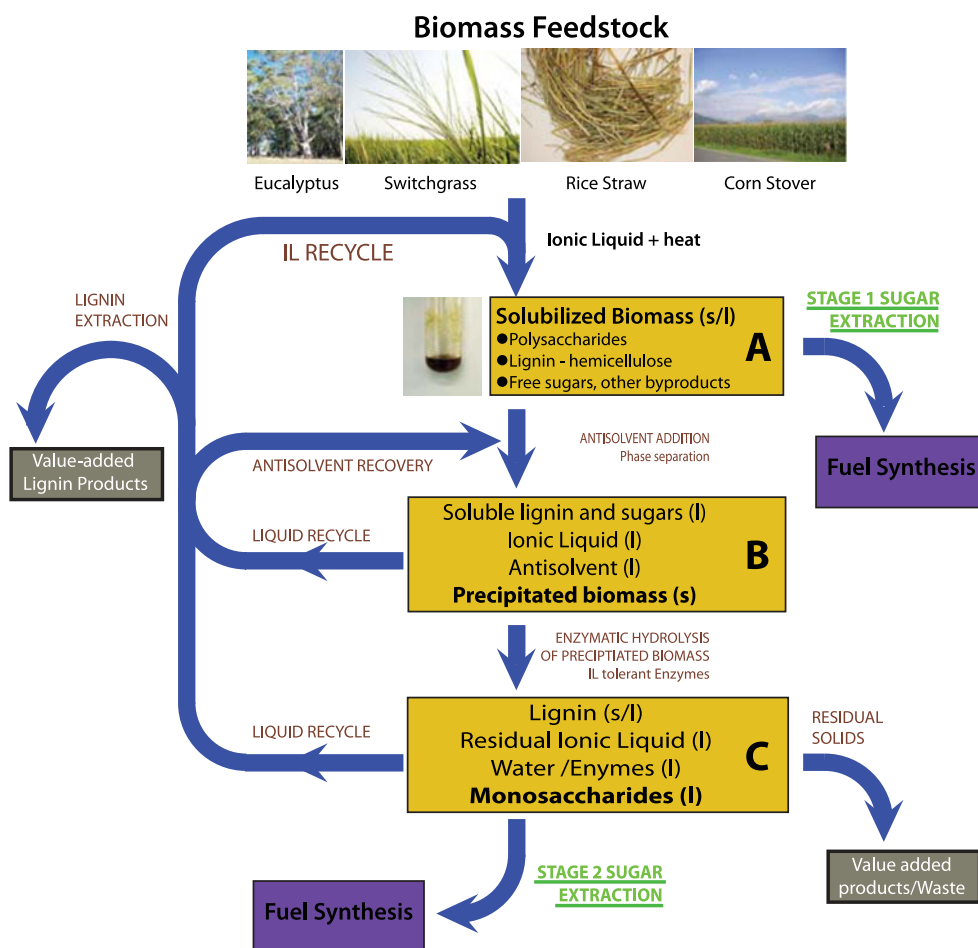 Biomass Feedstock
Eucalyptus
Switchgrass
Rice Straw
Corn Stover
Ionic Liquid + heat
IL RECYCLE
LIGNIN
EXTRACTION
Solubilized Biomass (s/l)
●Polysaccharides
●Lignin - hemicellulose
●Free sugars, other byproducts
A
STAGE 1 SUGAR
EXTRACTION
Value-added
Lignin Products
ANTISOLVENT RECOVERY
ANTISOLVENT ADDITION
Phase separation
Fuel Synthesis
LIQUID RECYCLE
Soluble lignin and sugars (l)
Ionic Liquid (l)
Antisolvent (l)
Precipitated biomass (s)
B
ENZYMATIC HYDROLYSIS
OF PRECIPTIATED BIOMASS
IL tolerant Enzymes
LIQUID RECYCLE
Lignin (s/l)
Residual Ionic Liquid (l)
Water /Enymes (l)
Monosaccharides (l)
C
RESIDUAL
SOLIDS
STAGE 2 SUGAR
EXTRACTION
Fuel Synthesis
Value added
products/Waste